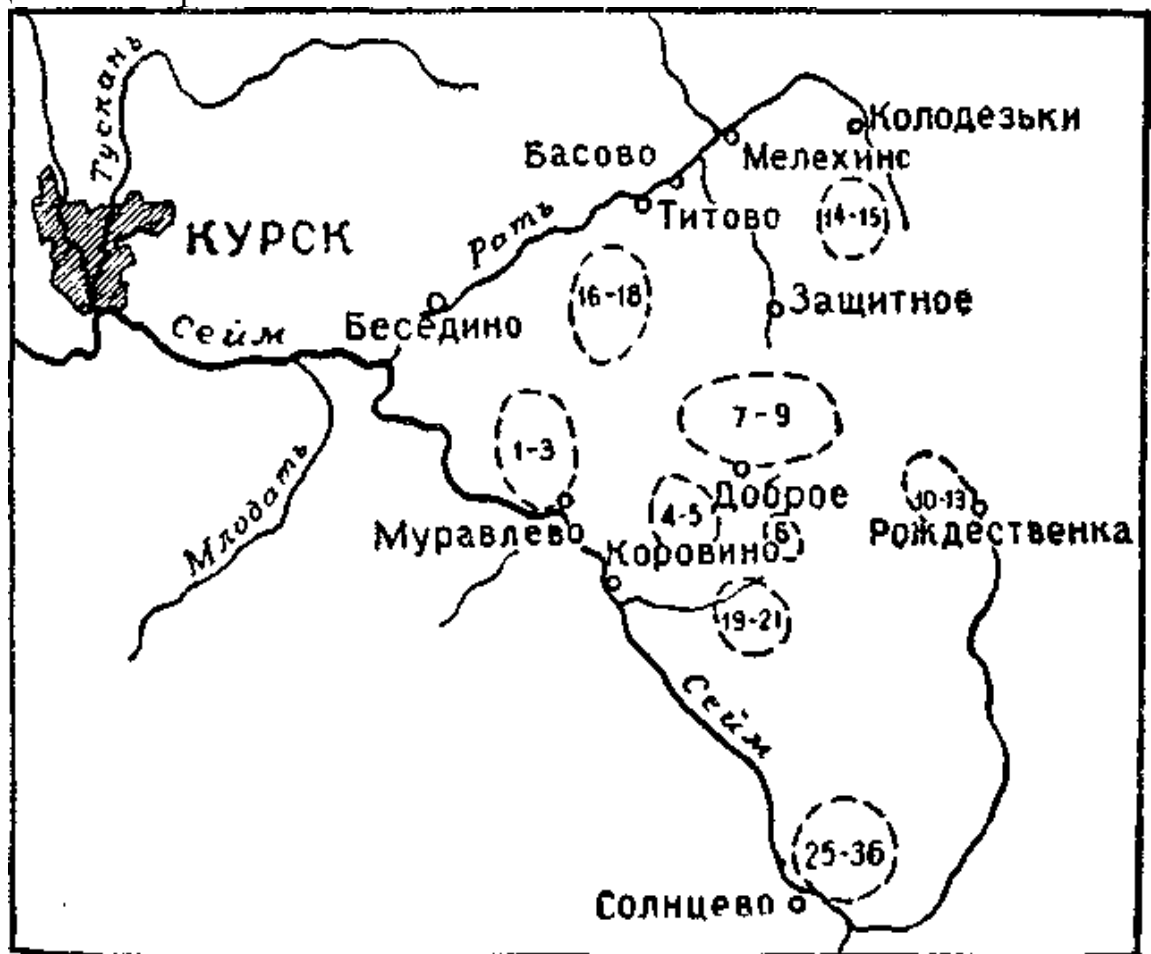 Тускань
Колодезьки
Басово
Мелехинс
14-15
Титово
Рать
КУРСК
16-18
Защитное
Беседино
Сейм
7-9
1-3
Доброе
10-13
4-5
6
Рождественка
Муравлево
Коровино
Млодать
19-21
Сейм
25-36
Солнцево